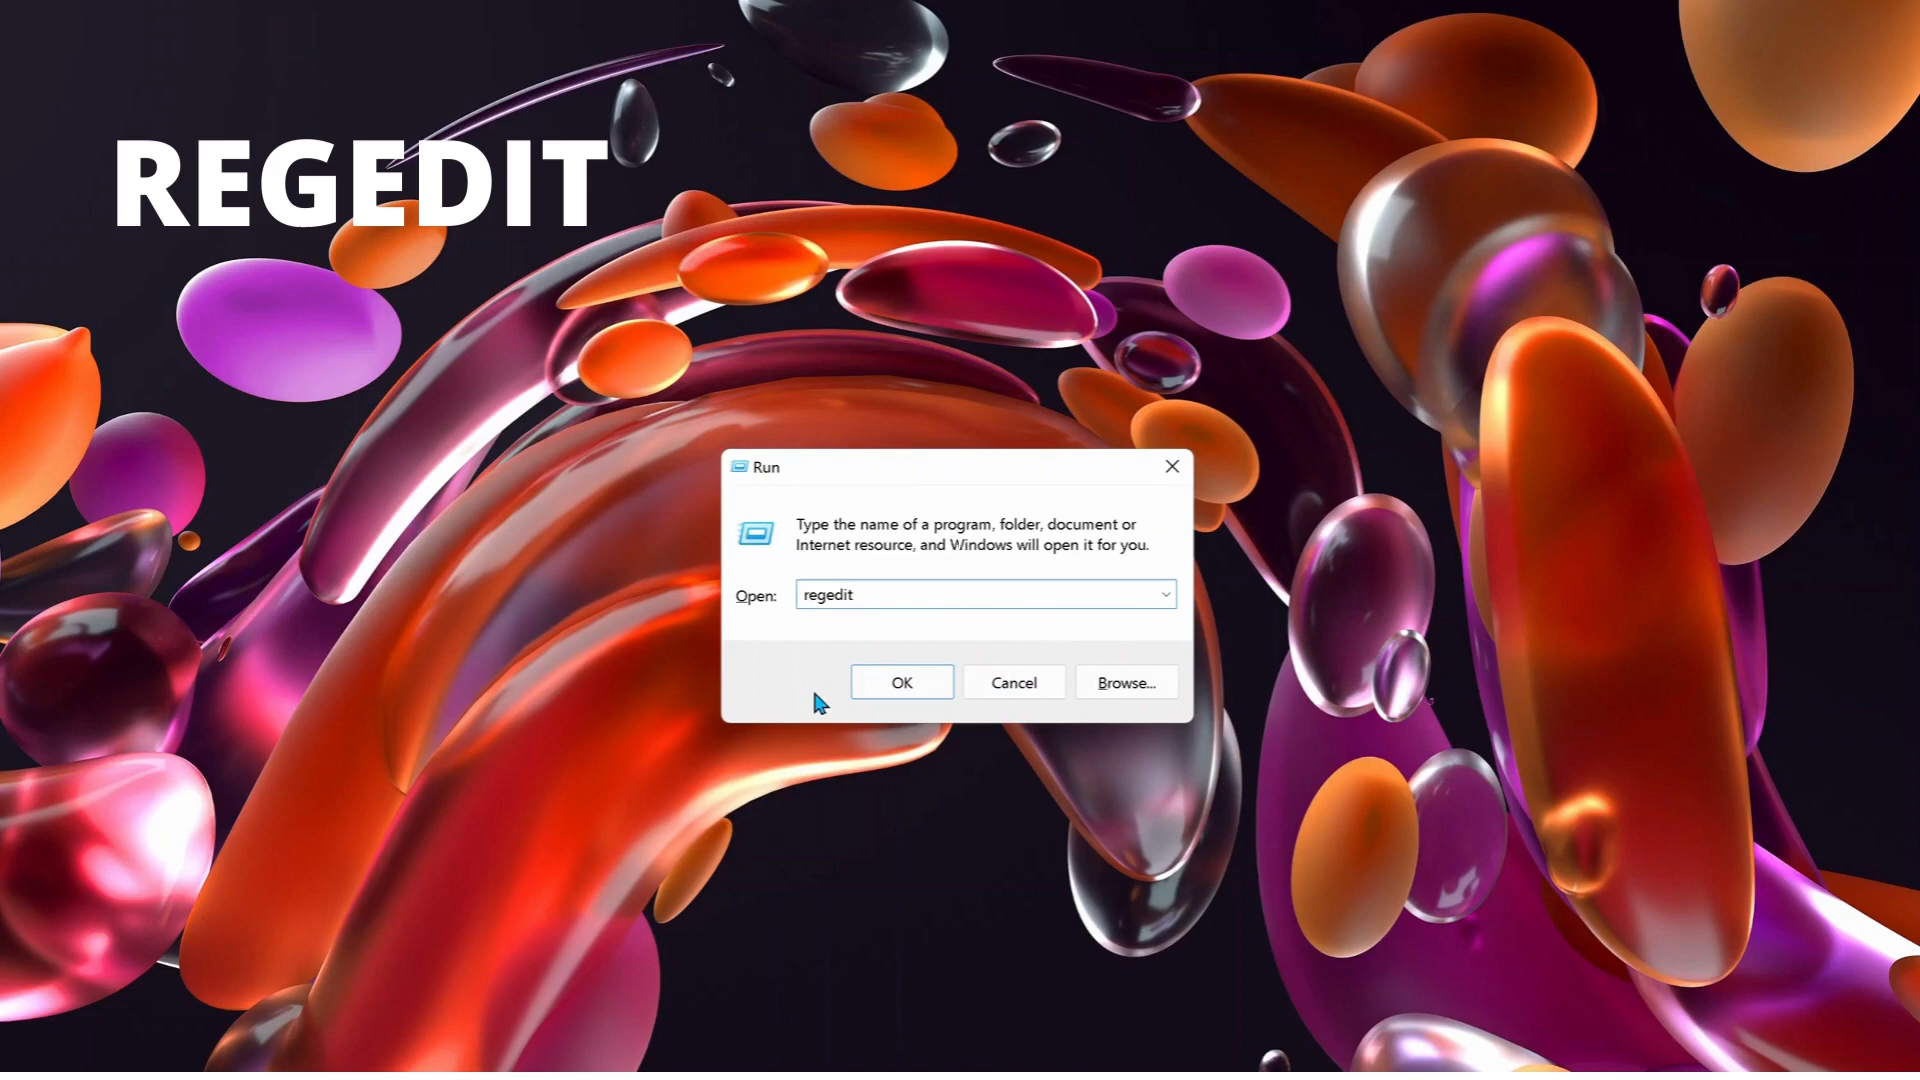 REGEDIT
Run
Type the name of a program, folder, document or
Internet resource, and Windows will open it for you.
Open: regedit
OK Cancel Browse...